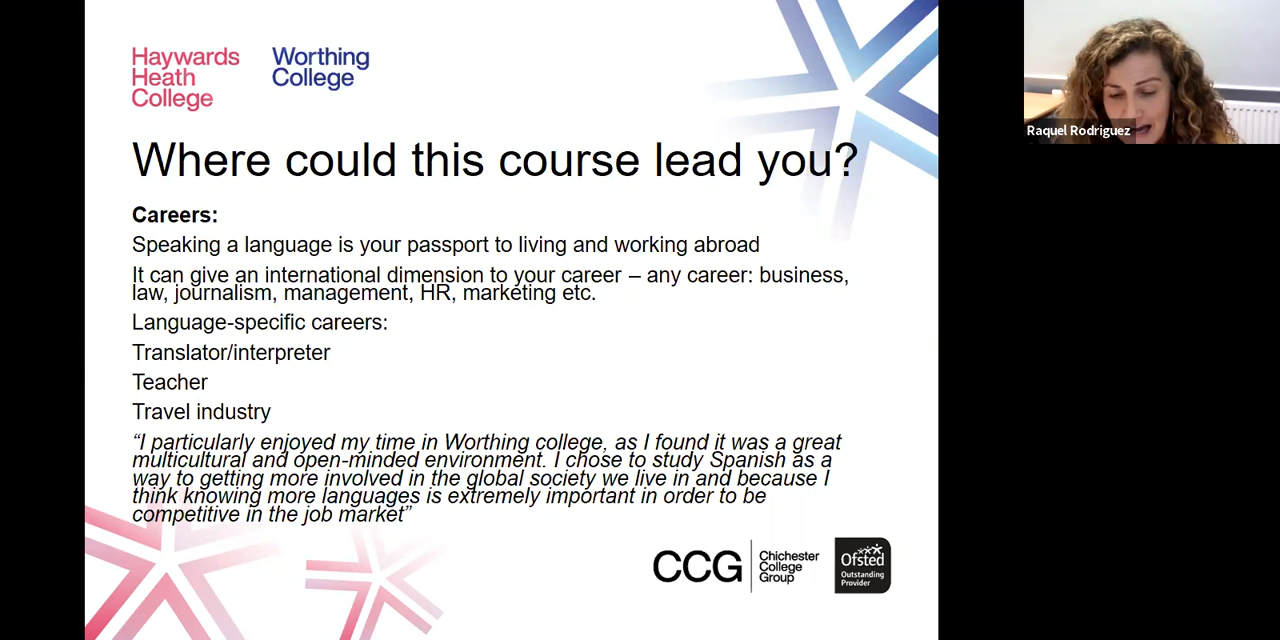 Haywards
Heath
College
Worthing
College
Where could this course lead you?
Careers:
Speaking a language is your passport to living and working abroad
It can give an international dimension to your career – any career: business,
law, journalism, management, HR, marketing etc.
Language-specific careers:
Translator/interpreter
Teacher
Travel industry
“I particularly enjoyed my time in Worthing college, as I found it was a great
multicultural and open-minded environment. I chose to study Spanish as a
way to getting more involved in the global society we live in and because I
think knowing more languages is extremely important in order to be
competitive in the job market”
CCG
Chichester
College
Group
Ofsted
Outstanding
Provider
Raquel Rodriguez